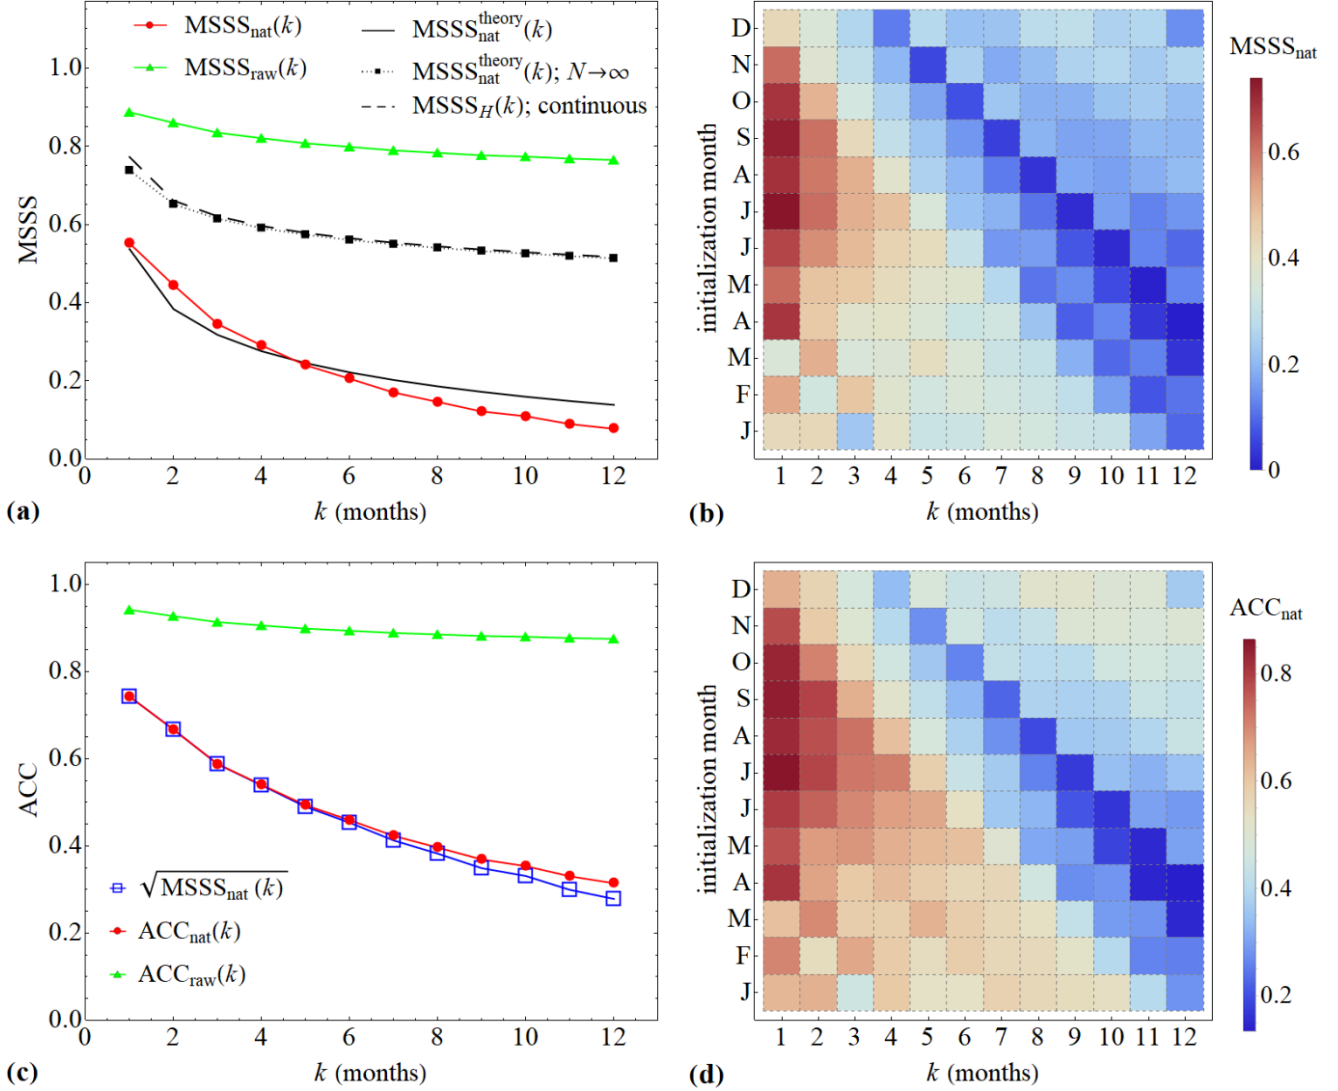 MSSS_nat(k)
MSSS_raw(k)
MSSS_nat^theory(k)
MSSS_nat^theory(k); N→∞
MSSS_H(k); continuous
MSSS
1.0
0.8
0.6
0.4
0.2
0.0
0 2 4 6 8 10 12
k (months)
(a)
initialization month
D
N
O
S
A
J
J
M
A
M
F
J
1 2 3 4 5 6 7 8 9 10 11 12
k (months)
MSSS_nat
0.6
0.4
0.2
0
(b)
ACC
1.0
0.8
0.6
0.4
0.2
0.0
√MSSS_nat(k)
ACC_nat(k)
ACC_raw(k)
0 2 4 6 8 10 12
k (months)
(c)
initialization month
D
N
O
S
A
J
J
M
A
M
F
J
1 2 3 4 5 6 7 8 9 10 11 12
k (months)
ACC_nat
0.8
0.6
0.4
0.2
(d)